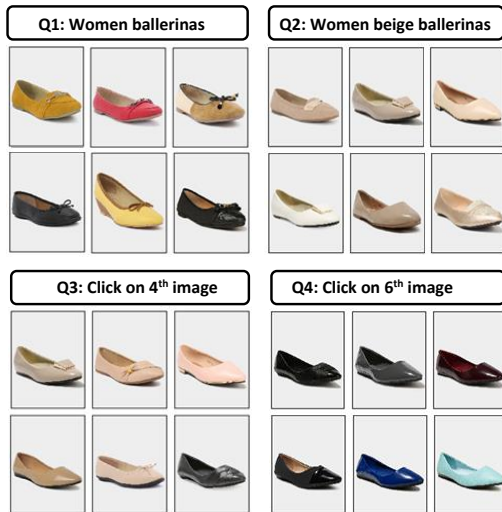 Q1: Women ballerinas
Q2: Women beige ballerinas
Q3: Click on 4th image
Q4: Click on 6th image